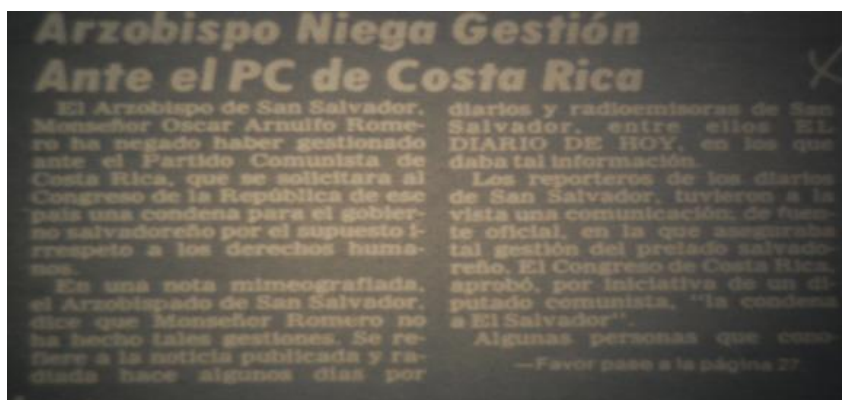 Arzobispo Niega Gestión
Ante el PC de Costa Rica
El Arzobispo de San Salvador,
Monseñor Oscar Arnulfo Rome-
ro ha negado haber gestionado
ante el Partido Comunista de
Costa Rica, que se solicitara al
Congreso de la República de ese
país una condena para el gobier-
no salvadoreño por el supuesto i-
rrespeto a los derechos huma-
nos.
En una nota mimeografiada,
el Arzobispado de San Salvador,
dice que Monseñor Romero no
ha hecho tales gestiones. Se re-
fiere a la noticia publicada y ra-
diada hace algunos días por
diarios y radioemisoras de San
Salvador, entre ellos EL
DIARIO DE HOY, en los que
daba tal información.
Los reporteros de los diarios
de San Salvador, tuvieron a la
vista una comunicación, de fuen-
te oficial, en la que aseguraba
tal gestión del prelado salvado-
reño. El Congreso de Costa Rica,
aprobó, por iniciativa de un di-
putado comunista, "la condena
a El Salvador".
Algunas personas que cono-
—Favor pase a la página 27